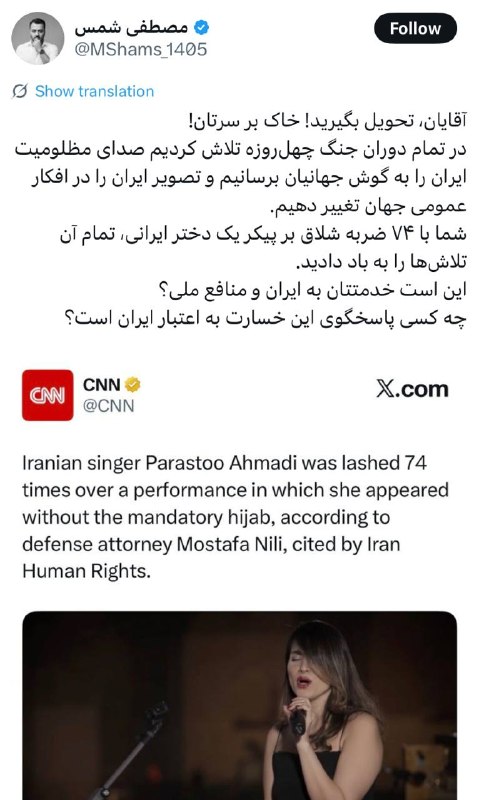 مصطفی شمس
@MShams_1405
Follow
Show translation
آقایان، تحویل بگیرید! خاک بر سرتان!
در تمام دوران جنگ چهل‌روزه تلاش کردیم صدای مظلومیت
ایران را به گوش جهانیان برسانیم و تصویر ایران را در افکار
عمومی جهان تغییر دهیم.
شما با ۷۴ ضربه شلاق بر پیکر یک دختر ایرانی، تمام آن
تلاش‌ها را به باد دادید.
این است خدمتتان به ایران و منافع ملی؟
چه کسی پاسخگوی این خسارت به اعتبار ایران است؟
CNN
CNN
@CNN
X.com
Iranian singer Parastoo Ahmadi was lashed 74
times over a performance in which she appeared
without the mandatory hijab, according to
defense attorney Mostafa Nili, cited by Iran
Human Rights.